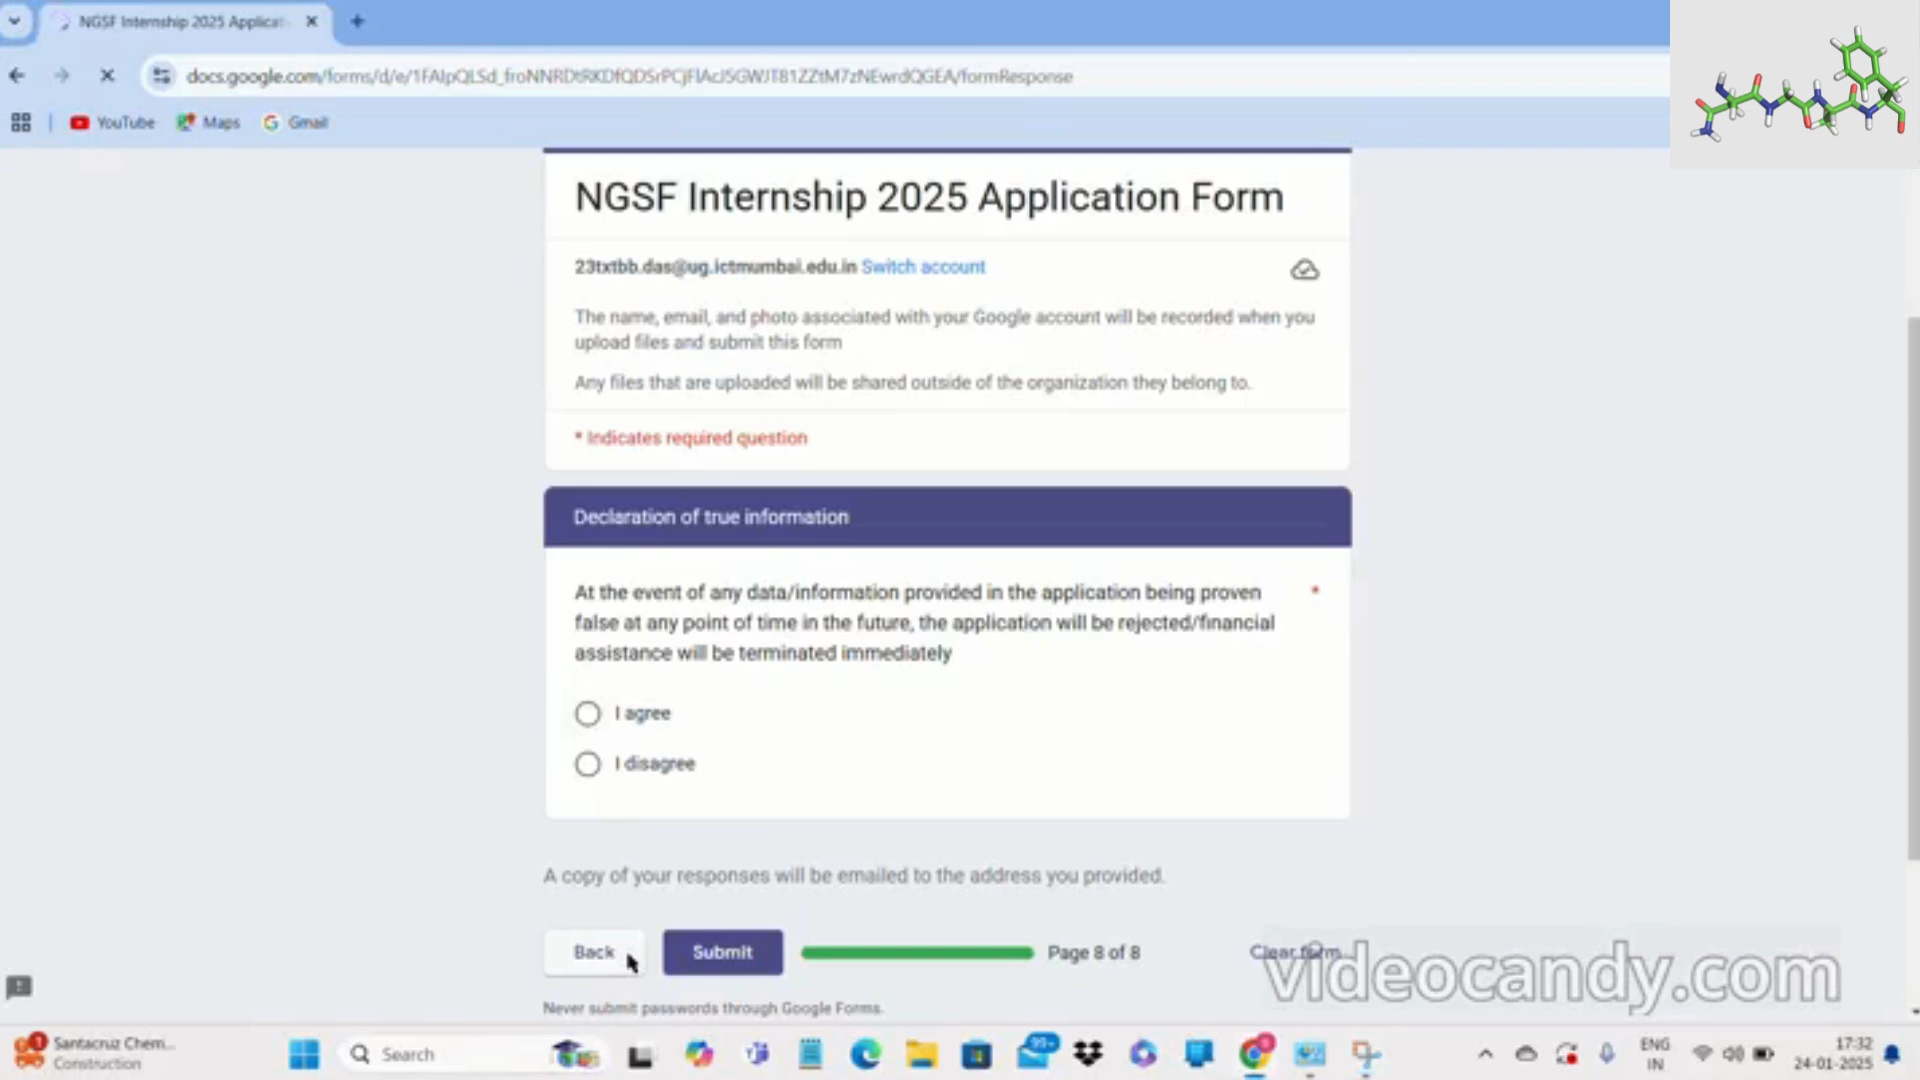 NGSF Internship 2025 Applicat
docs.google.com/forms/d/e/1FAIpQLSd_froNNRDtRKDfQDSrPCjFlAcJ5GWJT81ZZtM7zNEwrdQGEA/formResponse
YouTube Maps Gmail
NGSF Internship 2025 Application Form
23txtbb.das@ug.ictmumbai.edu.in Switch account
The name, email, and photo associated with your Google account will be recorded when you
upload files and submit this form
Any files that are uploaded will be shared outside of the organization they belong to.
* Indicates required question
Declaration of true information
At the event of any data/information provided in the application being proven *
false at any point of time in the future, the application will be rejected/financial
assistance will be terminated immediately
I agree
I disagree
A copy of your responses will be emailed to the address you provided.
Back Submit Page 8 of 8 Clear form
videocandy.com
Never submit passwords through Google Forms.
1 Santacruz Chem...
Construction
Search
99+
ENG
IN
17:32
24-01-2025